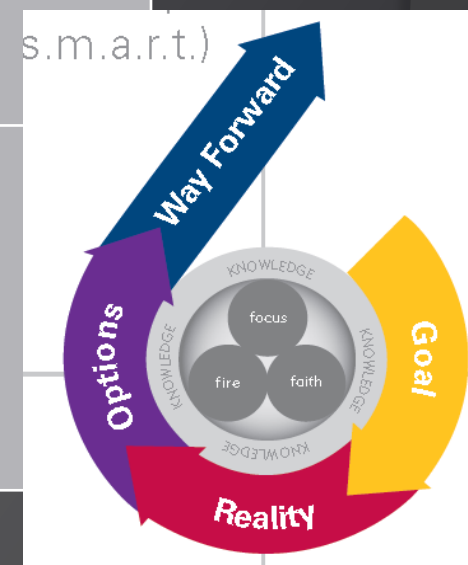 s.m.a.r.t.)
Way Forward
KNOWLEDGE
focus
Goal
Options
KNOWLEDGE
KNOWLEDGE
fire
faith
KNOWLEDGE
Reality